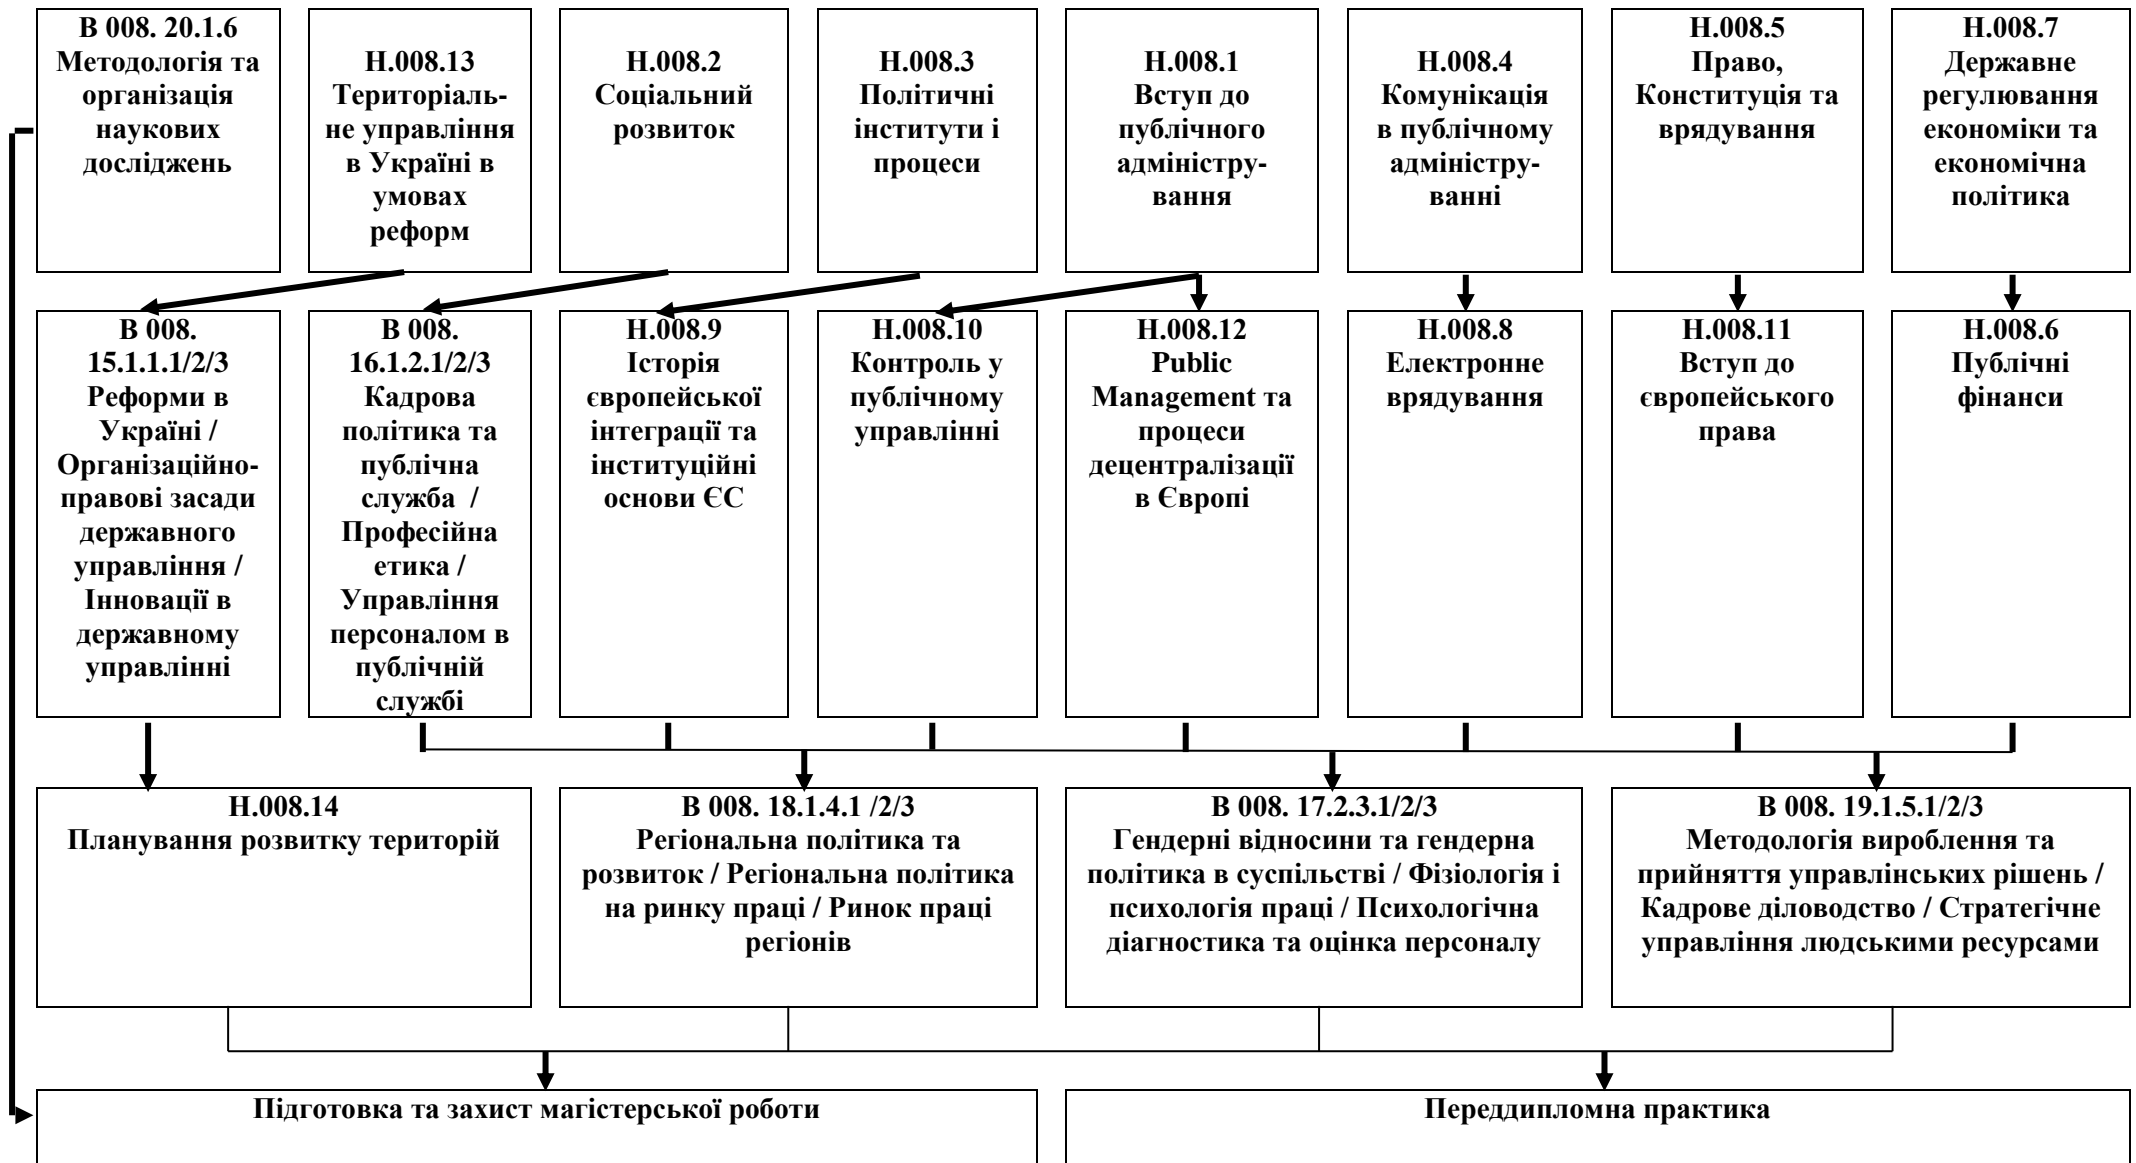 В 008. 20.1.6
Методологія та
організація
наукових
досліджень
Н.008.13
Територіаль-
не управління
в Україні в
умовах
реформ
Н.008.2
Соціальний
розвиток
Н.008.3
Політичні
інститути і
процеси
Н.008.1
Вступ до
публічного
адміністру-
вання
Н.008.4
Комунікація
в публічному
адміністру-
ванні
Н.008.5
Право,
Конституція та
врядування
Н.008.7
Державне
регулювання
економіки та
економічна
політика
В 008.
15.1.1.1/2/3
Реформи в
Україні /
Організаційно-
правові засади
державного
управління /
Інновації в
державному
управлінні
В 008.
16.1.2.1/2/3
Кадрова
політика та
публічна
служба /
Професійна
етика /
Управління
персоналом в
публічній
службі
Н.008.9
Історія
європейської
інтеграції та
інституційні
основи ЄС
Н.008.10
Контроль у
публічному
управлінні
Н.008.12
Public
Management та
процеси
децентралізації
в Європі
Н.008.8
Електронне
врядування
Н.008.11
Вступ до
європейського
права
Н.008.6
Публічні
фінанси
Н.008.14
Планування розвитку територій
В 008. 18.1.4.1 /2/3
Регіональна політика та
розвиток / Регіональна політика
на ринку праці / Ринок праці
регіонів
В 008. 17.2.3.1/2/3
Гендерні відносини та гендерна
політика в суспільстві / Фізіологія і
психологія праці / Психологічна
діагностика та оцінка персоналу
В 008. 19.1.5.1/2/3
Методологія вироблення та
прийняття управлінських рішень /
Кадрове діловодство / Стратегічне
управління людськими ресурсами
Підготовка та захист магістерської роботи
Переддипломна практика